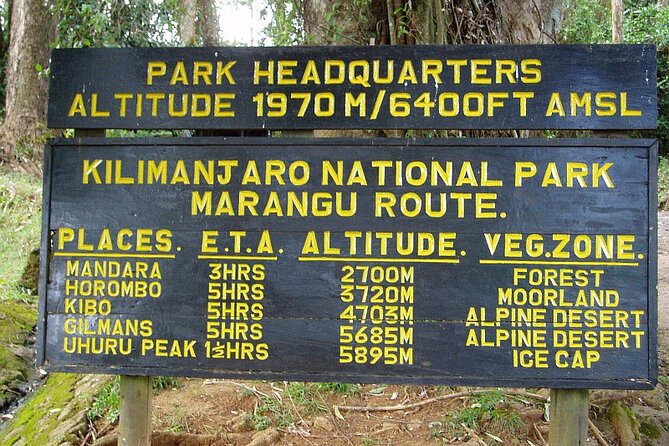 PARK HEADQUARTERS
ALTITUDE 1970 M/6400FT AMSL
KILIMANJARO NATIONAL PARK
MARANGU ROUTE.
PLACES. E.T.A. ALTITUDE. VEG.ZONE.
MANDARA 3HRS 2700M FOREST
HOROMBO 5HRS 3720M MOORLAND
KIBO 5HRS 4703M ALPINE DESERT
GILMANS 5HRS 5685M ALPINE DESERT
UHURU PEAK 1½HRS 5895M ICE CAP